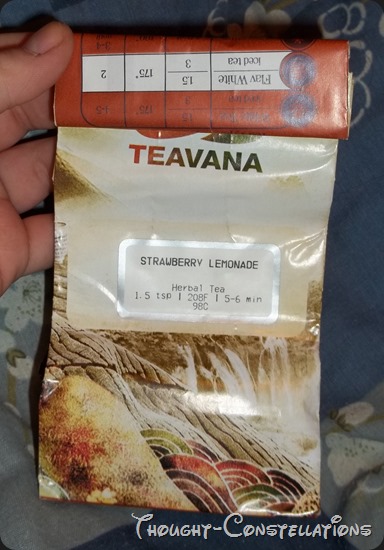 Flav White 1.5 175° 2
iced tea 3
TEAVANA
STRAWBERRY LEMONADE
Herbal Tea
1.5 tsp | 208F | 5-6 min
98C
THOUGHT-CONSTELLATIONS